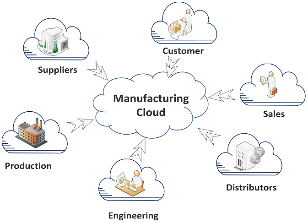 Customer
Suppliers
Manufacturing
Cloud
Sales
Production
Distributors
Engineering